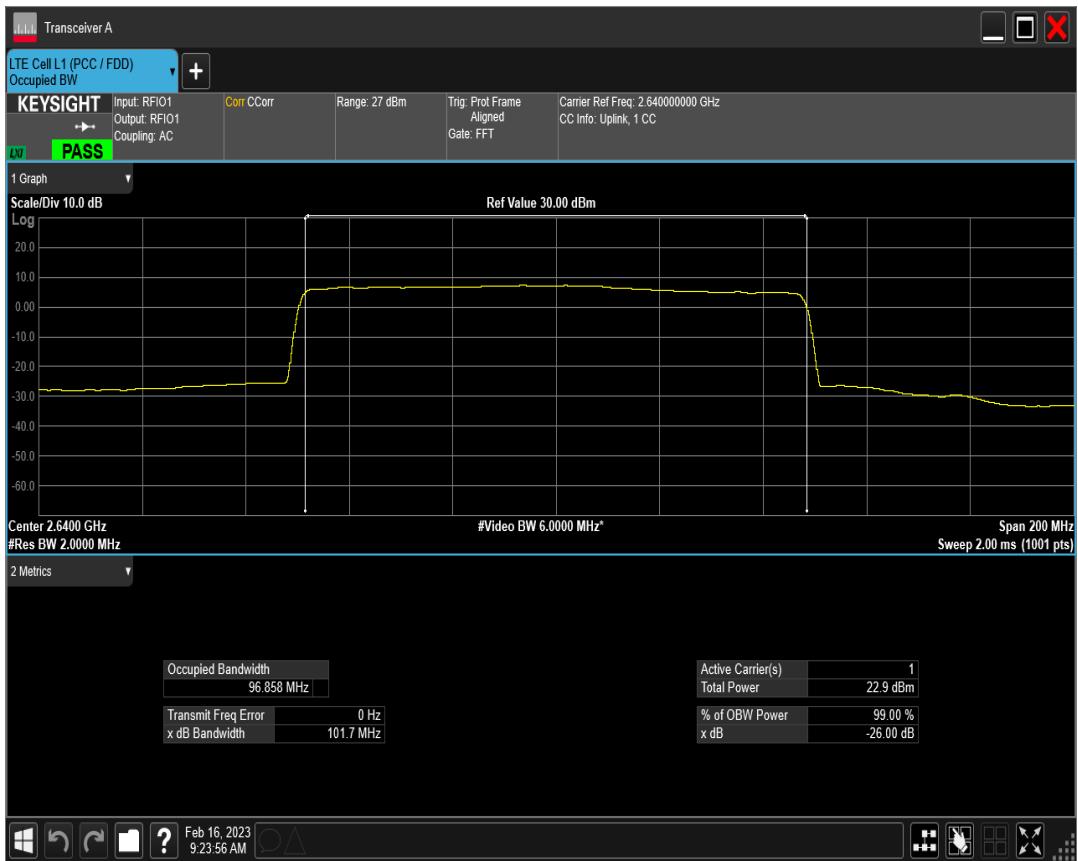 Transceiver A
LTE Cell L1 (PCC / FDD)
Occupied BW
+
KEYSIGHT
LXI
PASS
Input: RFIO1
Output: RFIO1
Coupling: AC
Corr CCorr
Range: 27 dBm
Trig: Prot Frame
Aligned
Gate: FFT
Carrier Ref Freq: 2.640000000 GHz
CC Info: Uplink, 1 CC
1 Graph
Scale/Div 10.0 dB
Ref Value 30.00 dBm
Log
20.0
10.0
0.00
-10.0
-20.0
-30.0
-40.0
-50.0
-60.0
Center 2.6400 GHz
#Video BW 6.0000 MHz*
Span 200 MHz
#Res BW 2.0000 MHz
Sweep 2.00 ms (1001 pts)
2 Metrics
Occupied Bandwidth
96.858 MHz
Transmit Freq Error 0 Hz
x dB Bandwidth 101.7 MHz
Active Carrier(s) 1
Total Power 22.9 dBm
% of OBW Power 99.00 %
x dB -26.00 dB
?
Feb 16, 2023
9:23:56 AM